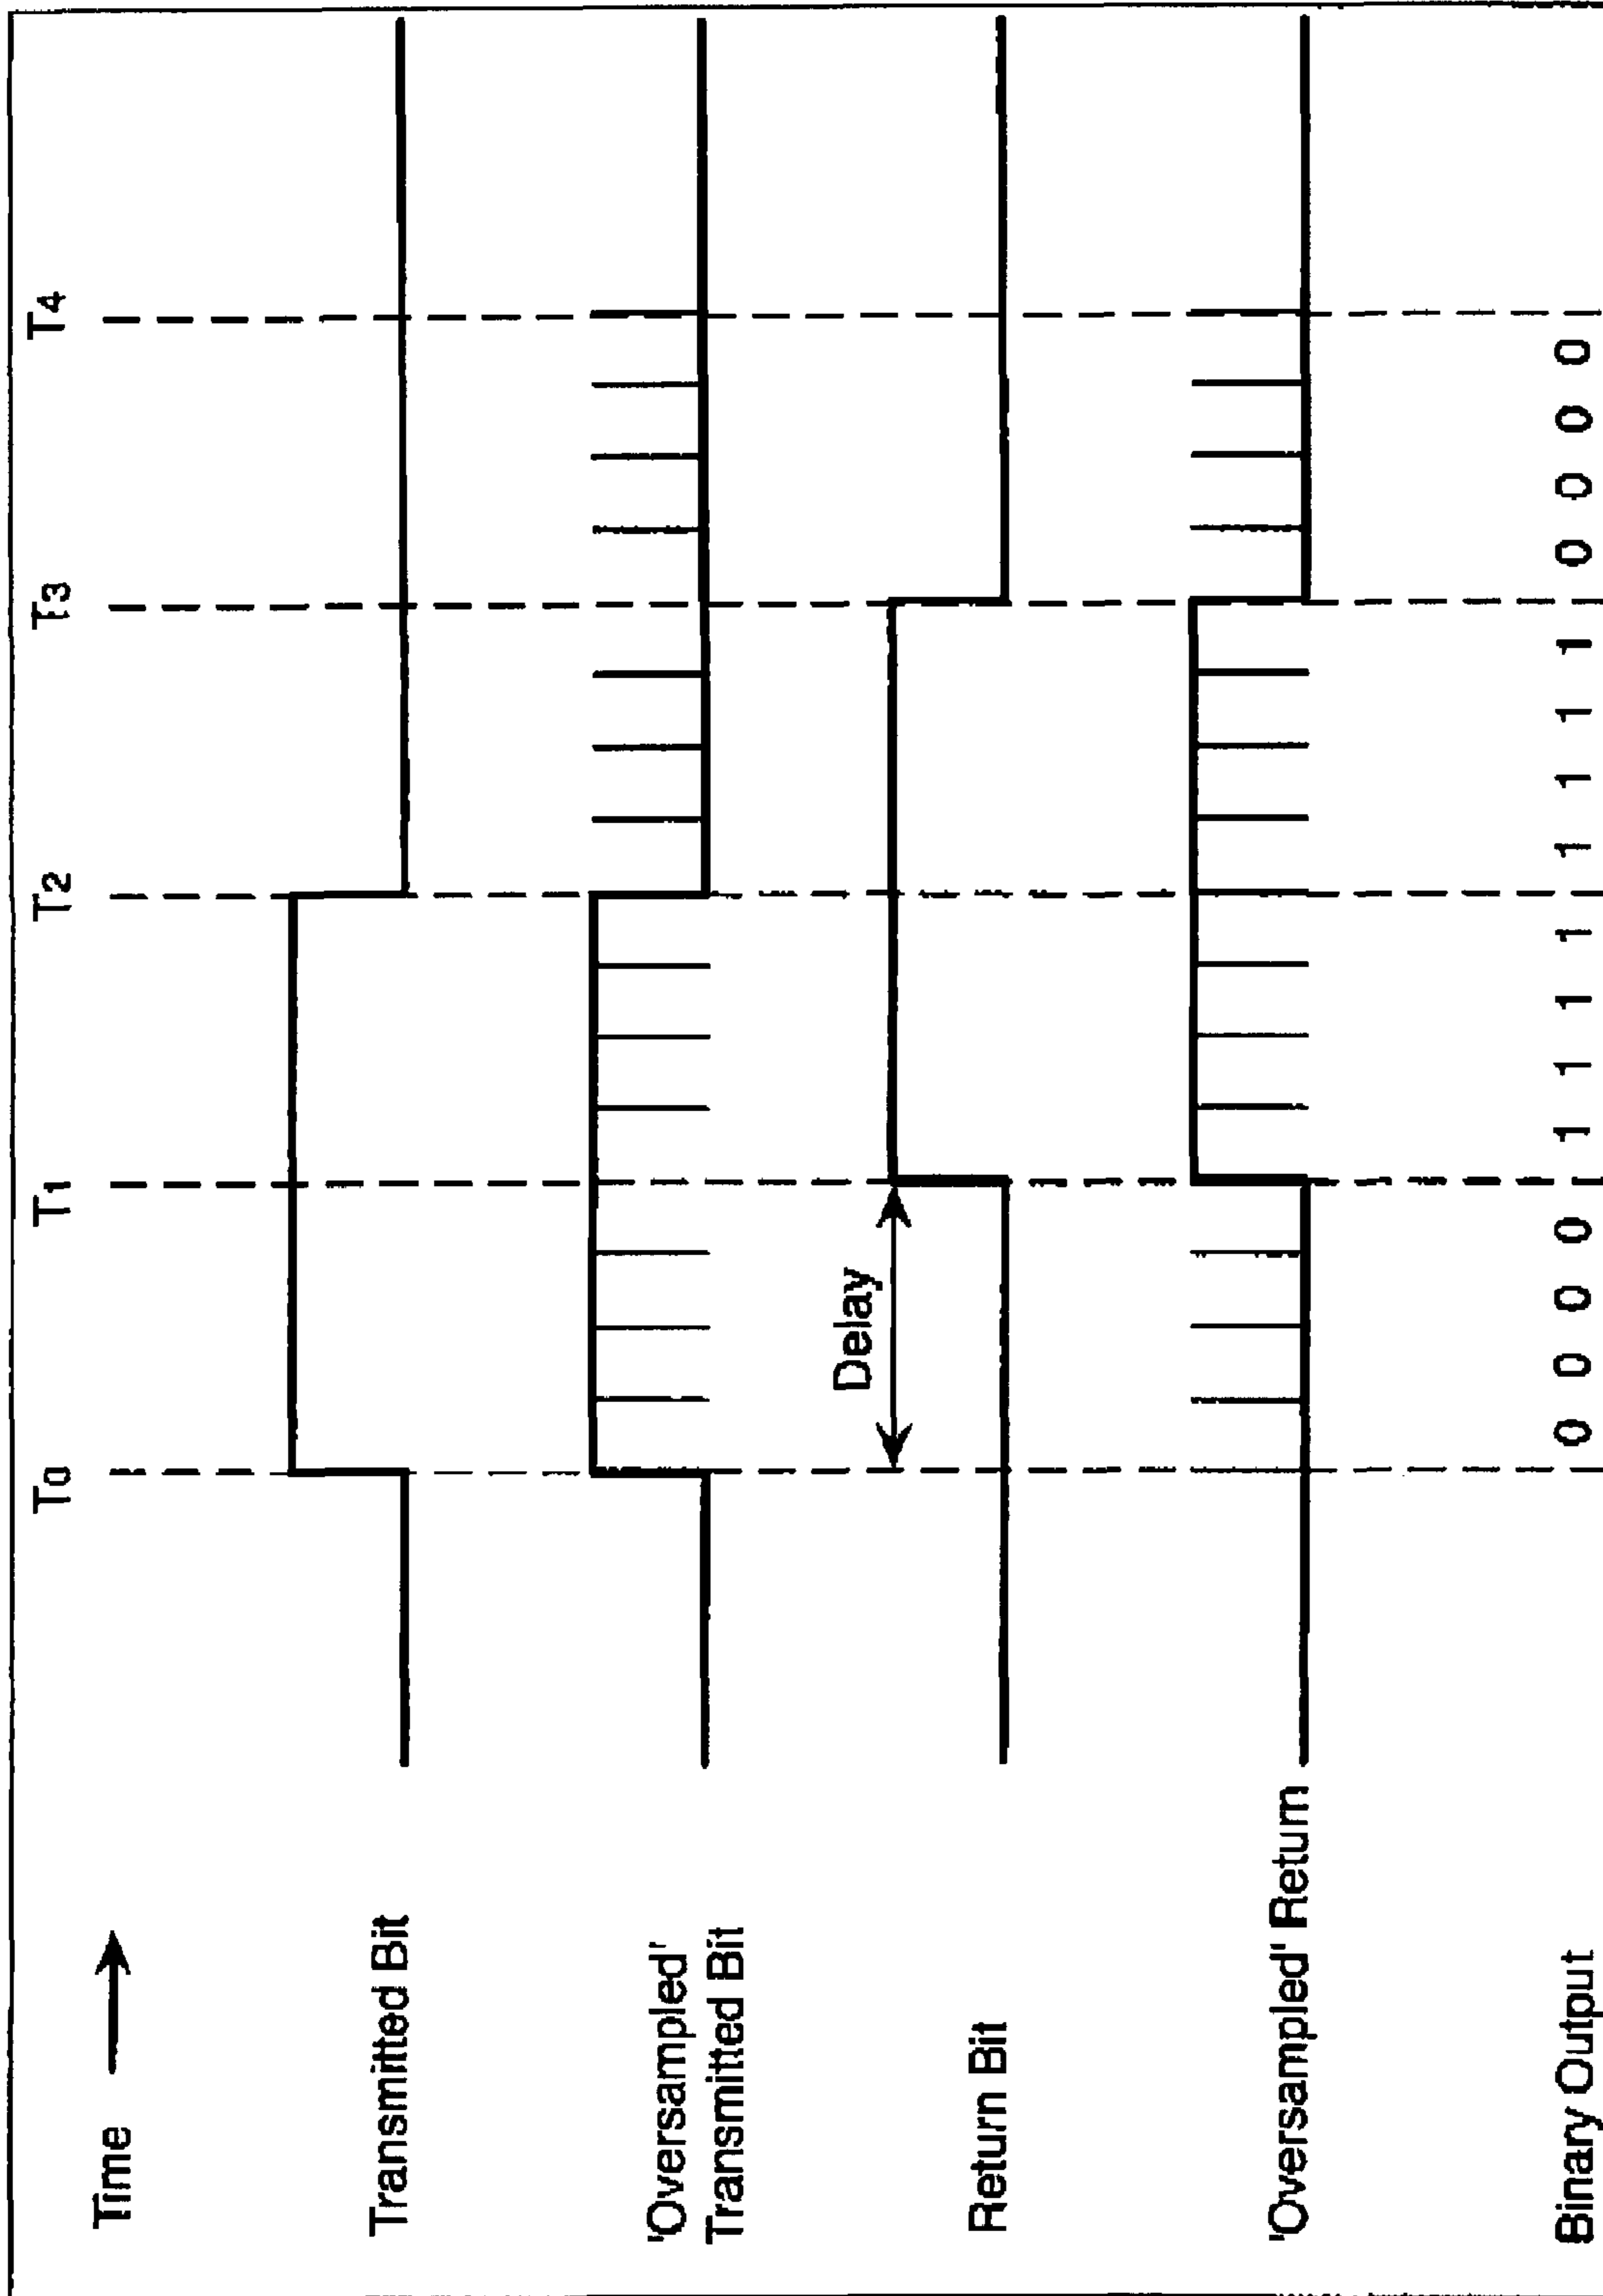 Time
T0 T1 T2 T3 T4
Transmitted Bit
'Oversampled'
Transmitted Bit
Delay
Return Bit
'Oversampled' Return
Binary Output 0 0 0 0 1 1 1 1 1 1 1 1 0 0 0 0